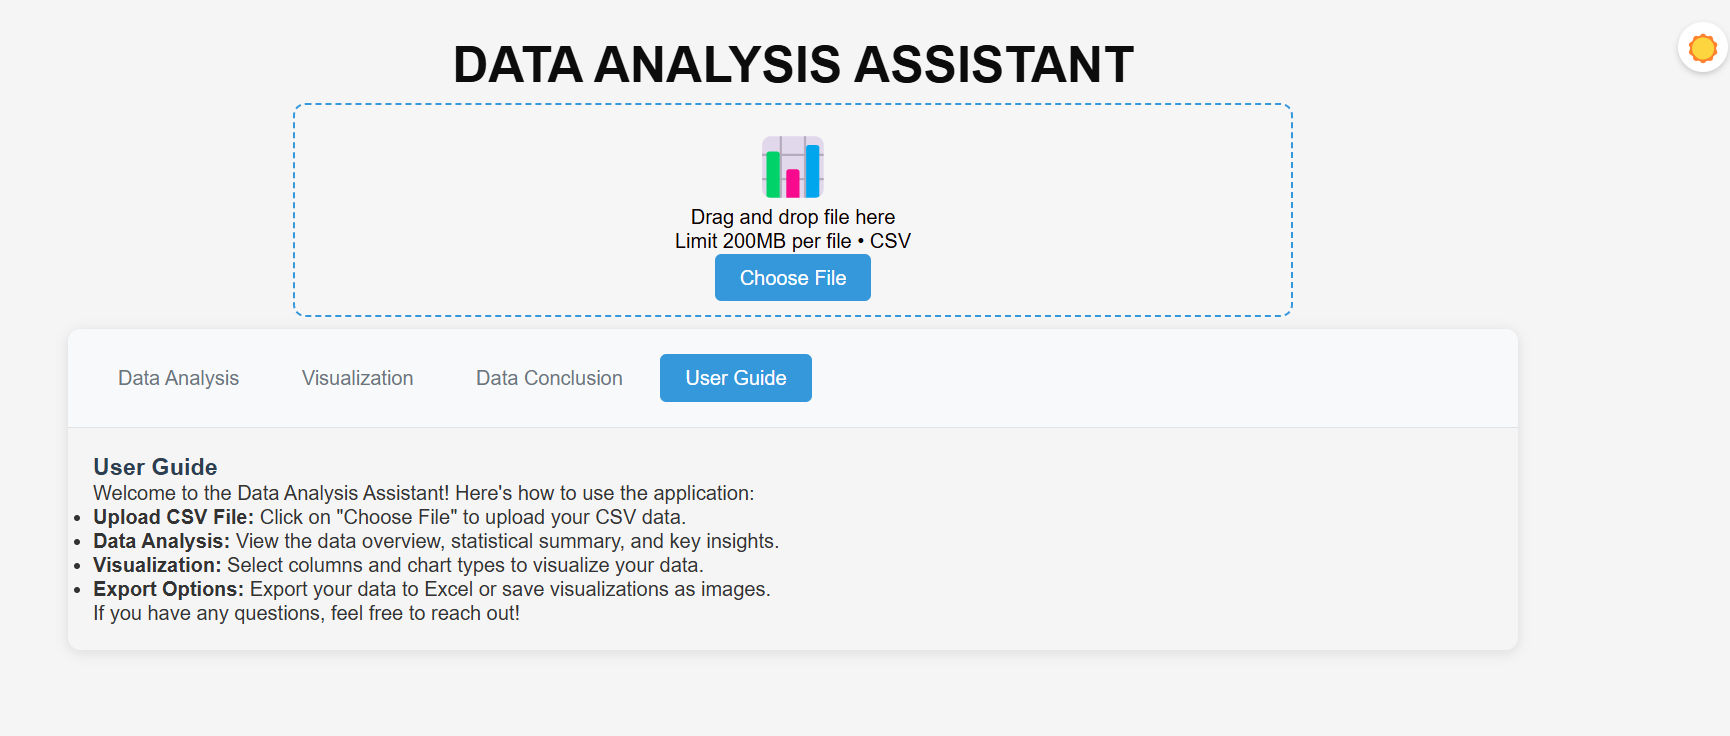 DATA ANALYSIS ASSISTANT
Drag and drop file here
Limit 200MB per file • CSV
Choose File
Data Analysis
Visualization
Data Conclusion
User Guide
User Guide
Welcome to the Data Analysis Assistant! Here's how to use the application:
• Upload CSV File: Click on "Choose File" to upload your CSV data.
• Data Analysis: View the data overview, statistical summary, and key insights.
• Visualization: Select columns and chart types to visualize your data.
• Export Options: Export your data to Excel or save visualizations as images.
If you have any questions, feel free to reach out!